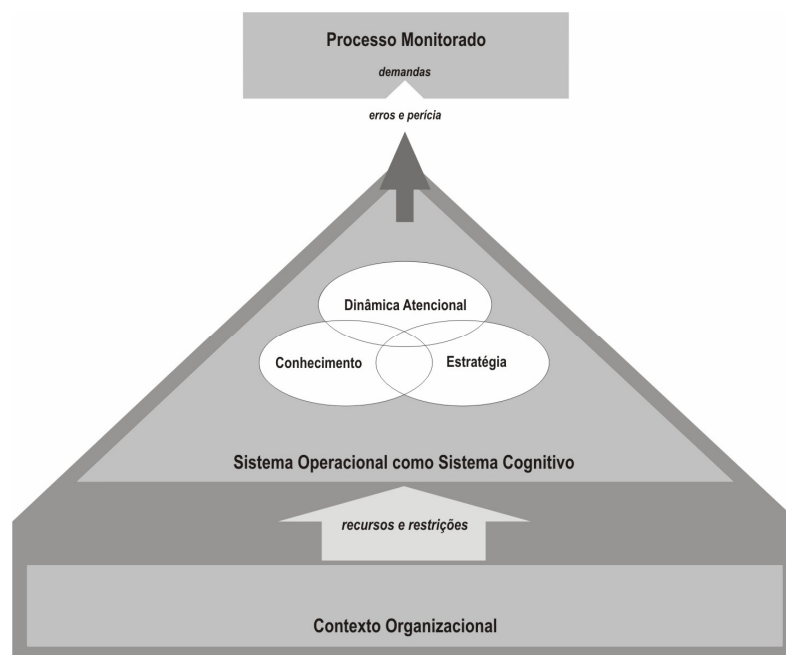 Processo Monitorado
demandas
erros e perícia
Dinâmica Atencional
Conhecimento
Estratégia
Sistema Operacional como Sistema Cognitivo
recursos e restrições
Contexto Organizacional